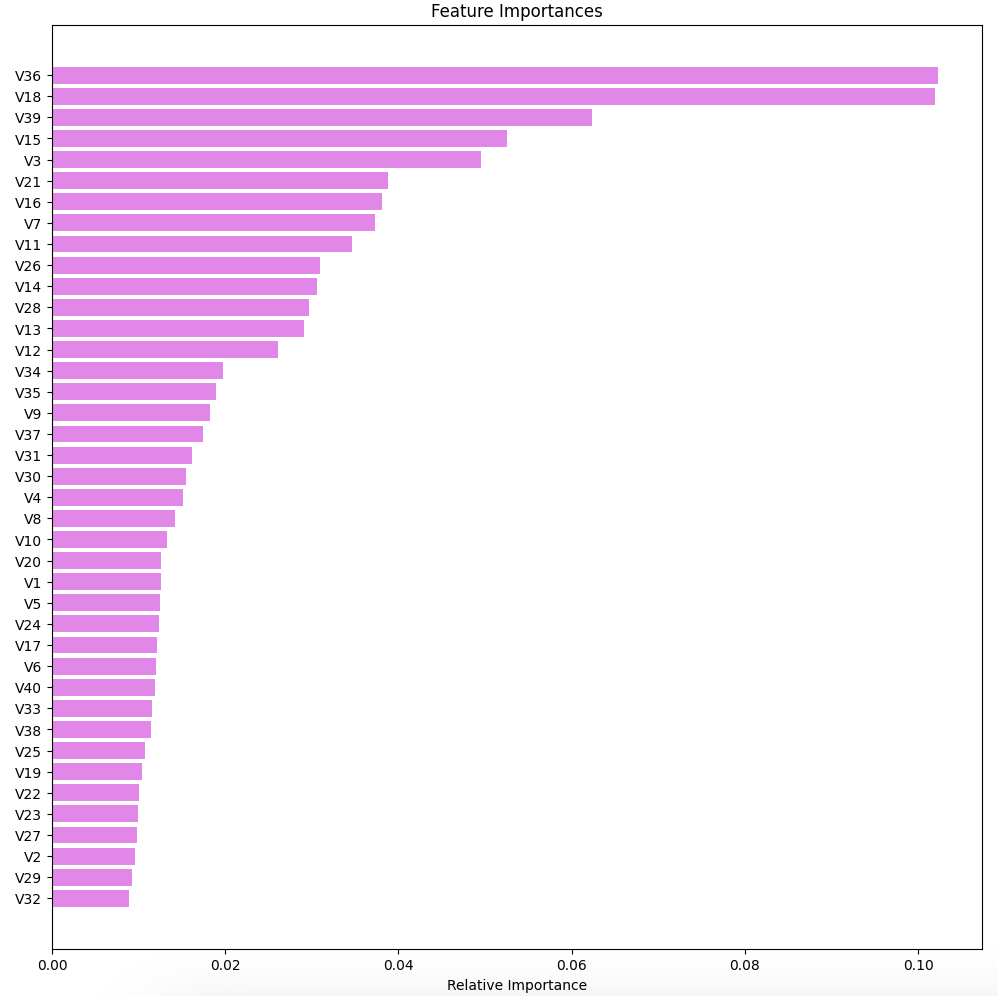 Feature Importances
V36
V18
V39
V15
V3
V21
V16
V7
V11
V26
V14
V28
V13
V12
V34
V35
V9
V37
V31
V30
V4
V8
V10
V20
V1
V5
V24
V17
V6
V40
V33
V38
V25
V19
V22
V23
V27
V2
V29
V32
0.00 0.02 0.04 0.06 0.08 0.10
Relative Importance